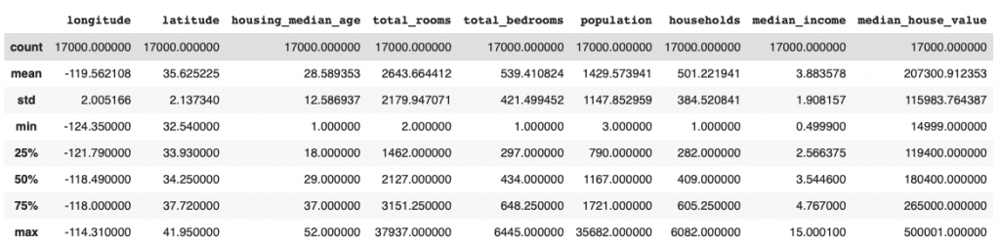 longitude latitude housing_median_age total_rooms total_bedrooms population households median_income median_house_value
count 17000.000000 17000.000000 17000.000000 17000.000000 17000.000000 17000.000000 17000.000000 17000.000000 17000.000000
mean -119.562108 35.625225 28.589353 2643.664412 539.410824 1429.573941 501.221941 3.883578 207300.912353
std 2.005166 2.137340 12.586937 2179.947071 421.499452 1147.852959 384.520841 1.908157 115983.764387
min -124.350000 32.540000 1.000000 2.000000 1.000000 3.000000 1.000000 0.499900 14999.000000
25% -121.790000 33.930000 18.000000 1462.000000 297.000000 790.000000 282.000000 2.566375 119400.000000
50% -118.490000 34.250000 29.000000 2127.000000 434.000000 1167.000000 409.000000 3.544600 180400.000000
75% -118.000000 37.720000 37.000000 3151.250000 648.250000 1721.000000 605.250000 4.767000 265000.000000
max -114.310000 41.950000 52.000000 37937.000000 6445.000000 35682.000000 6082.000000 15.000100 500001.000000